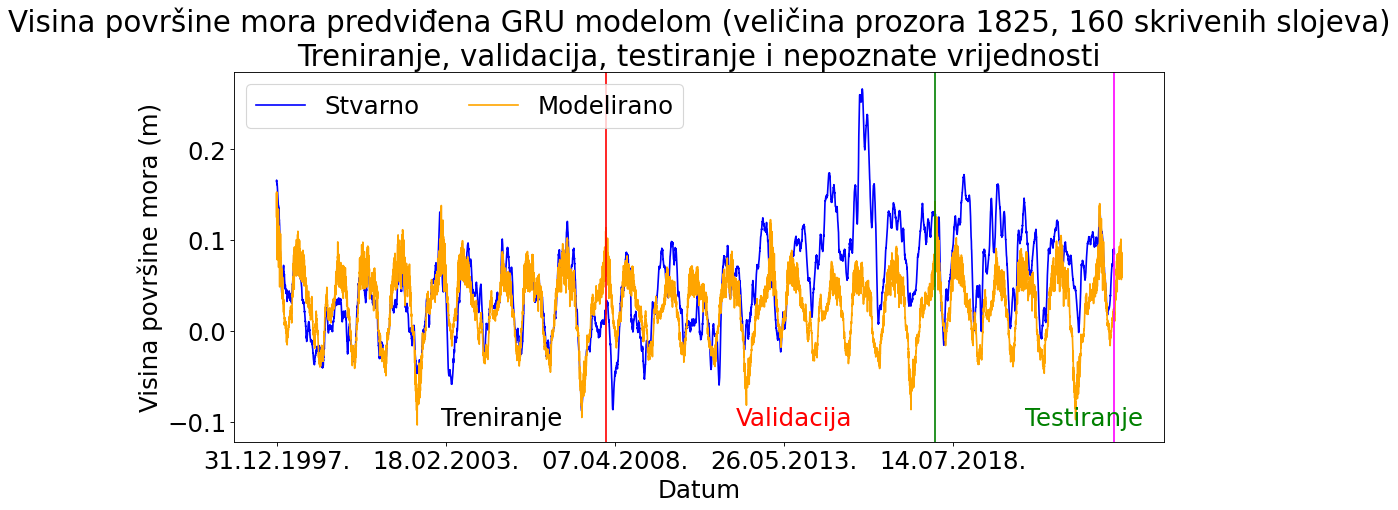 Visina površine mora predviđena GRU modelom (veličina prozora 1825, 160 skrivenih slojeva)
Treniranje, validacija, testiranje i nepoznate vrijednosti
Stvarno
Modelirano
Visina površine mora (m)
0.2
0.1
0.0
−0.1
Treniranje
Validacija
Testiranje
31.12.1997.
18.02.2003.
07.04.2008.
26.05.2013.
14.07.2018.
Datum